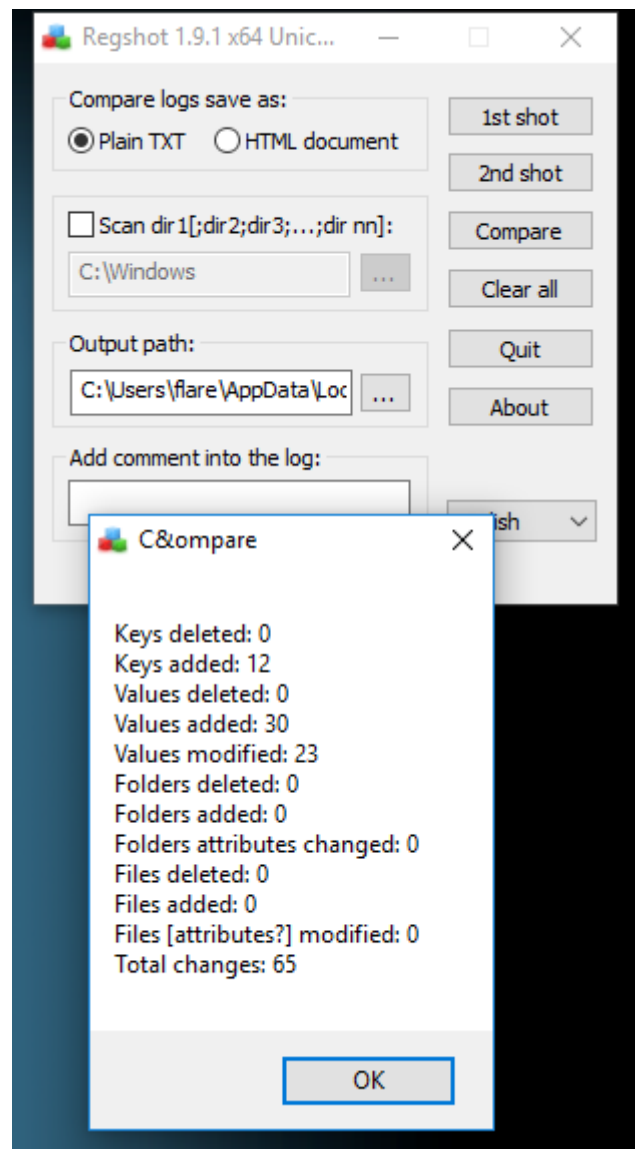 Regshot 1.9.1 x64 Unic...
Compare logs save as:
Plain TXT HTML document
1st shot
2nd shot
Scan dir1[;dir2;dir3;...;dir nn]:
C:\Windows ...
Compare
Clear all
Output path:
C:\Users\flare\AppData\Loc ...
Quit
About
Add comment into the log:
C&ompare
Keys deleted: 0
Keys added: 12
Values deleted: 0
Values added: 30
Values modified: 23
Folders deleted: 0
Folders added: 0
Folders attributes changed: 0
Files deleted: 0
Files added: 0
Files [attributes?] modified: 0
Total changes: 65
OK